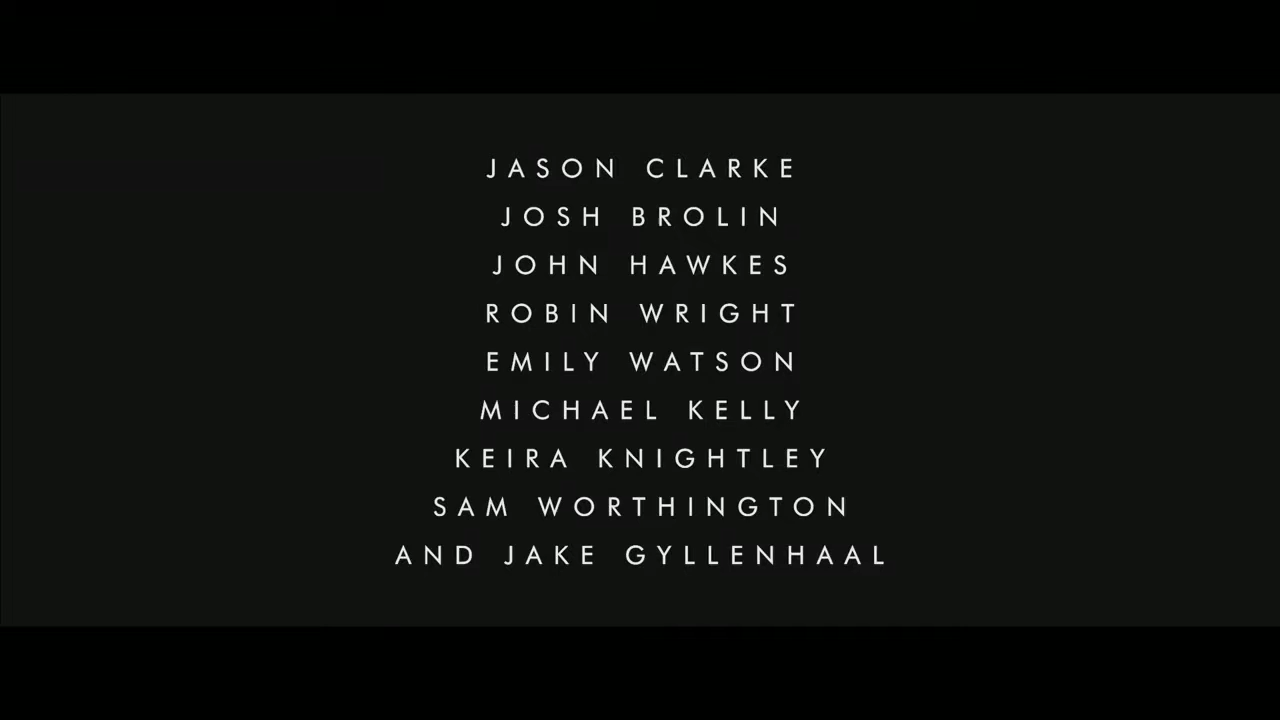 JASON CLARKE
JOSH BROLIN
JOHN HAWKES
ROBIN WRIGHT
EMILY WATSON
MICHAEL KELLY
KEIRA KNIGHTLEY
SAM WORTHINGTON
AND JAKE GYLLENHAAL